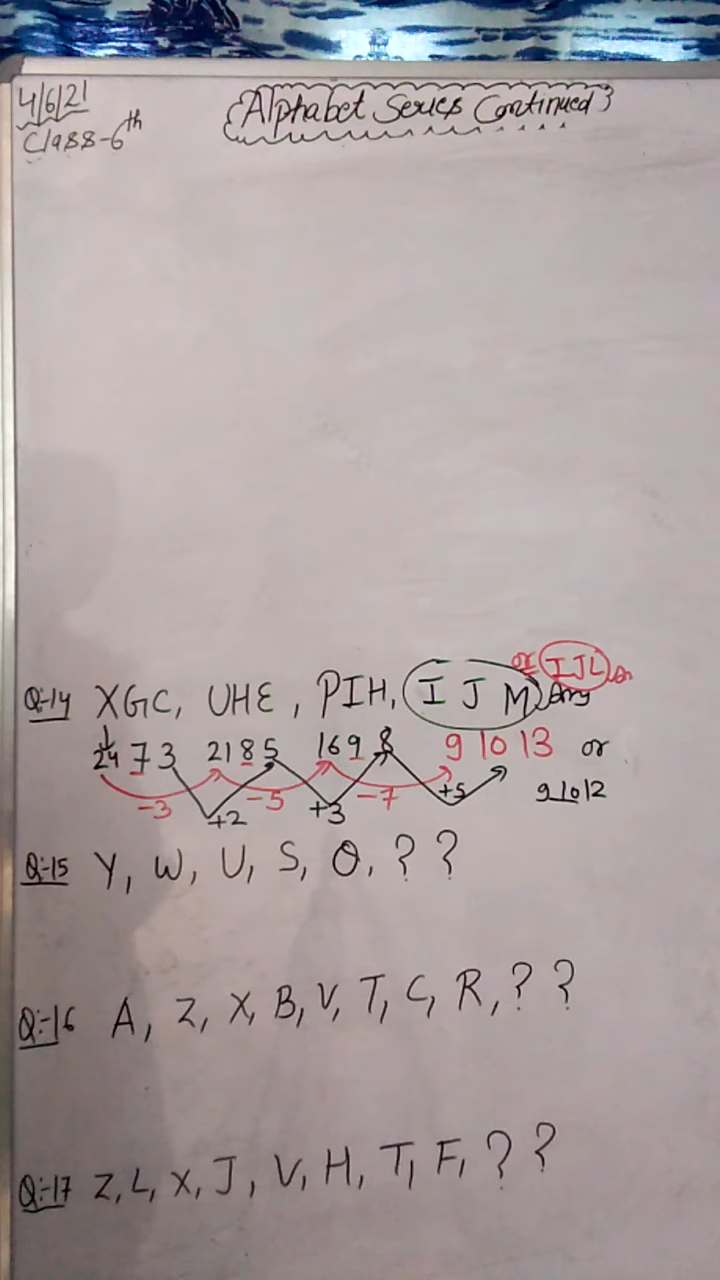 4/6/21
Class-6th
Alphabet Series Continued
or IJL
Q:-14 XGC, UHE, PIH, I J M Ans
24 7 3 21 8 5 16 9 8 9 10 13 or
-3 +2 -5 +3 -7 +5 9 10 12
Q:-15 Y, W, U, S, Q, ? ?
Q:-16 A, Z, X, B, V, T, C, R, ? ?
Q:-17 Z, L, X, J, V, H, T, F, ? ?